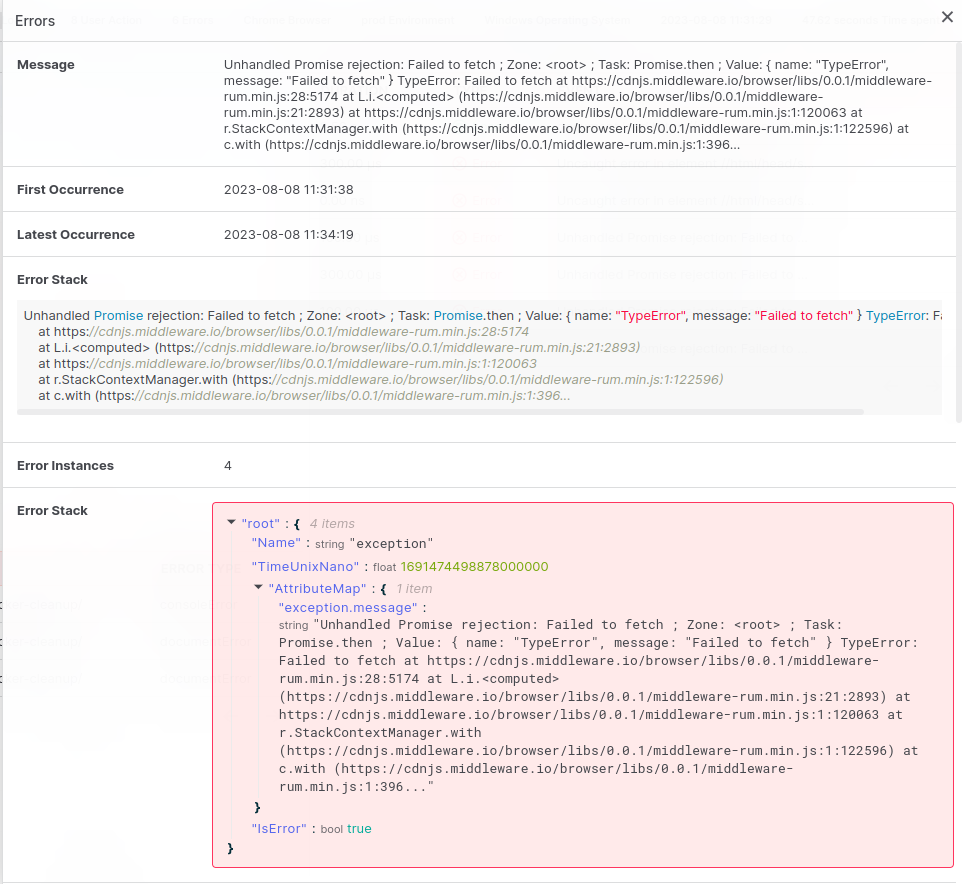 Errors
Message
Unhandled Promise rejection: Failed to fetch ; Zone: <root> ; Task: Promise.then ; Value: { name: "TypeError",
message: "Failed to fetch" } TypeError: Failed to fetch at https://cdnjs.middleware.io/browser/libs/0.0.1/middleware-
rum.min.js:28:5174 at L.i.<computed> (https://cdnjs.middleware.io/browser/libs/0.0.1/middleware-
rum.min.js:21:2893) at https://cdnjs.middleware.io/browser/libs/0.0.1/middleware-rum.min.js:1:120063 at
r.StackContextManager.with (https://cdnjs.middleware.io/browser/libs/0.0.1/middleware-rum.min.js:1:122596) at
c.with (https://cdnjs.middleware.io/browser/libs/0.0.1/middleware-rum.min.js:1:396...
First Occurrence
2023-08-08 11:31:38
Latest Occurrence
2023-08-08 11:34:19
Error Stack
Unhandled Promise rejection: Failed to fetch ; Zone: <root> ; Task: Promise.then ; Value: { name: "TypeError", message: "Failed to fetch" } TypeError: Fa
at https://cdnjs.middleware.io/browser/libs/0.0.1/middleware-rum.min.js:28:5174
at L.i.<computed> (https://cdnjs.middleware.io/browser/libs/0.0.1/middleware-rum.min.js:21:2893)
at https://cdnjs.middleware.io/browser/libs/0.0.1/middleware-rum.min.js:1:120063
at r.StackContextManager.with (https://cdnjs.middleware.io/browser/libs/0.0.1/middleware-rum.min.js:1:122596)
at c.with (https://cdnjs.middleware.io/browser/libs/0.0.1/middleware-rum.min.js:1:396...
Error Instances
4
Error Stack
"root" : { 4 items
"Name" : string "exception"
"TimeUnixNano" : float 1691474498878000000
"AttributeMap" : { 1 item
"exception.message" :
string "Unhandled Promise rejection: Failed to fetch ; Zone: <root> ; Task:
Promise.then ; Value: { name: "TypeError", message: "Failed to fetch" } TypeError:
Failed to fetch at https://cdnjs.middleware.io/browser/libs/0.0.1/middleware-
rum.min.js:28:5174 at L.i.<computed>
(https://cdnjs.middleware.io/browser/libs/0.0.1/middleware-rum.min.js:21:2893) at
https://cdnjs.middleware.io/browser/libs/0.0.1/middleware-rum.min.js:1:120063 at
r.StackContextManager.with
(https://cdnjs.middleware.io/browser/libs/0.0.1/middleware-rum.min.js:1:122596) at
c.with (https://cdnjs.middleware.io/browser/libs/0.0.1/middleware-
rum.min.js:1:396..."
}
"IsError" : bool true
}